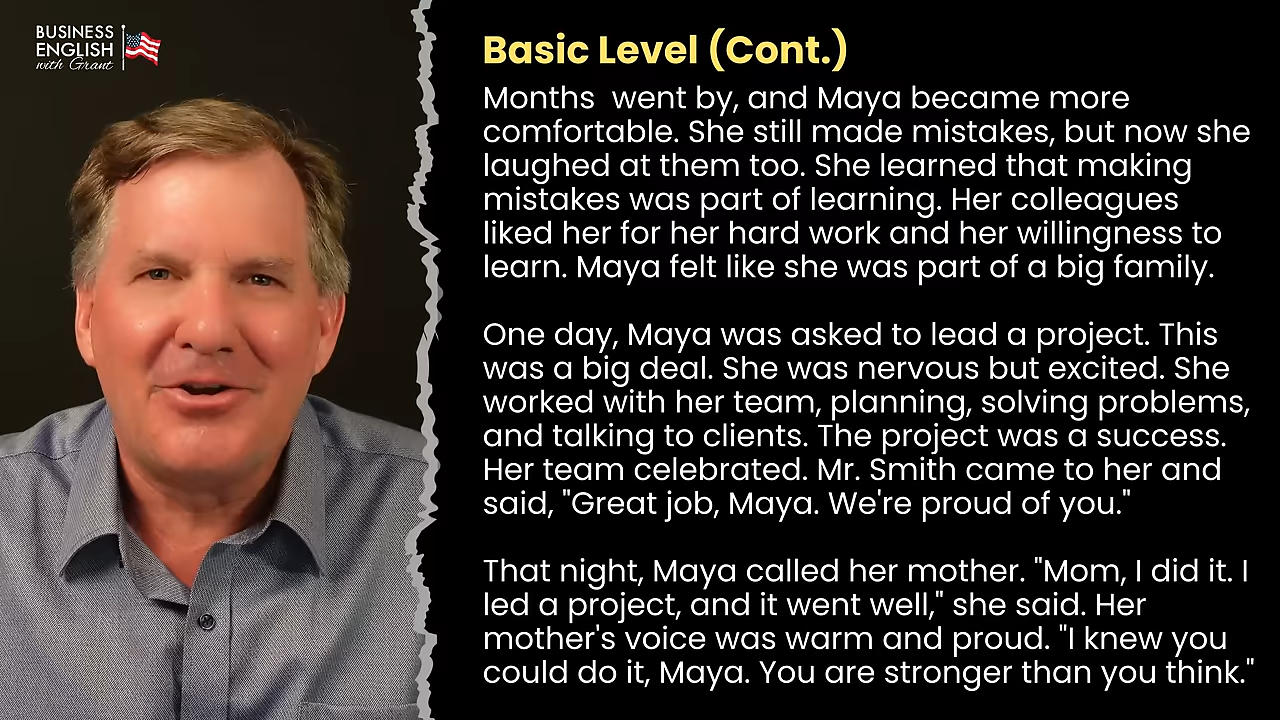 BUSINESS
ENGLISH
with Grant
Basic Level (Cont.)
Months went by, and Maya became more
comfortable. She still made mistakes, but now she
laughed at them too. She learned that making
mistakes was part of learning. Her colleagues
liked her for her hard work and her willingness to
learn. Maya felt like she was part of a big family.
One day, Maya was asked to lead a project. This
was a big deal. She was nervous but excited. She
worked with her team, planning, solving problems,
and talking to clients. The project was a success.
Her team celebrated. Mr. Smith came to her and
said, "Great job, Maya. We're proud of you."
That night, Maya called her mother. "Mom, I did it. I
led a project, and it went well," she said. Her
mother's voice was warm and proud. "I knew you
could do it, Maya. You are stronger than you think."